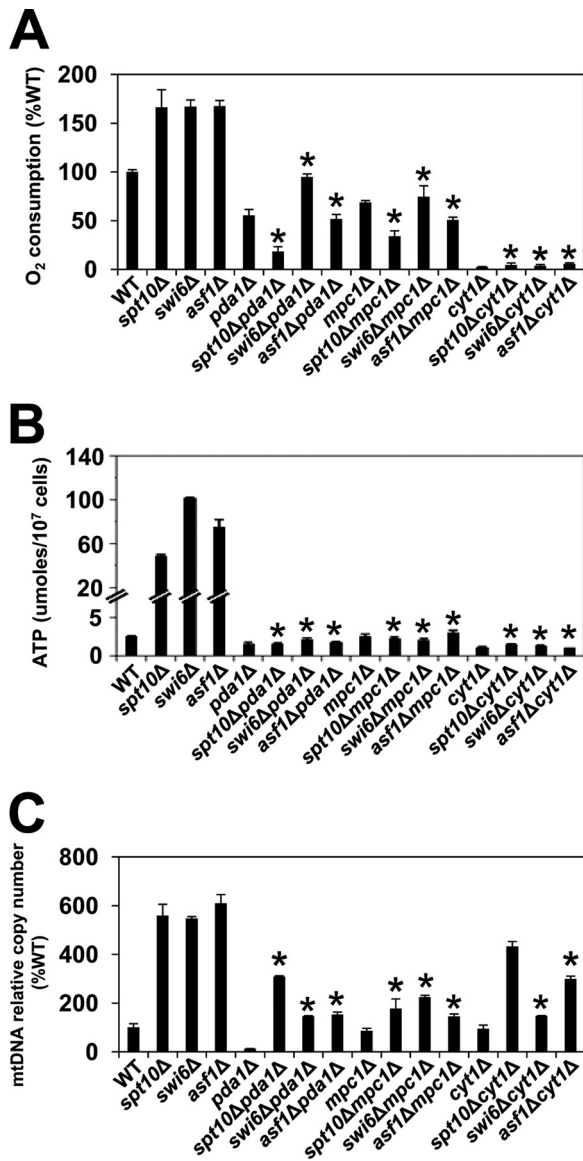 A
O₂ consumption (%WT)
200
150
100
50
0
WT
spt10Δ
swi6Δ
asf1Δ
pda1Δ
spt10Δpda1Δ
swi6Δpda1Δ
asf1Δpda1Δ
mpc1Δ
spt10Δmpc1Δ
swi6Δmpc1Δ
asf1Δmpc1Δ
cyt1Δ
spt10Δcyt1Δ
swi6Δcyt1Δ
asf1Δcyt1Δ
* * * * * * * * *
B
ATP (umoles/10⁷ cells)
140
100
60
20
5
0
WT
spt10Δ
swi6Δ
asf1Δ
pda1Δ
spt10Δpda1Δ
swi6Δpda1Δ
asf1Δpda1Δ
mpc1Δ
spt10Δmpc1Δ
swi6Δmpc1Δ
asf1Δmpc1Δ
cyt1Δ
spt10Δcyt1Δ
swi6Δcyt1Δ
asf1Δcyt1Δ
* * * * * * * * *
C
mtDNA relative copy number
(%WT)
800
600
400
200
0
WT
spt10Δ
swi6Δ
asf1Δ
pda1Δ
spt10Δpda1Δ
swi6Δpda1Δ
asf1Δpda1Δ
mpc1Δ
spt10Δmpc1Δ
swi6Δmpc1Δ
asf1Δmpc1Δ
cyt1Δ
spt10Δcyt1Δ
swi6Δcyt1Δ
asf1Δcyt1Δ
* * * * * * * *